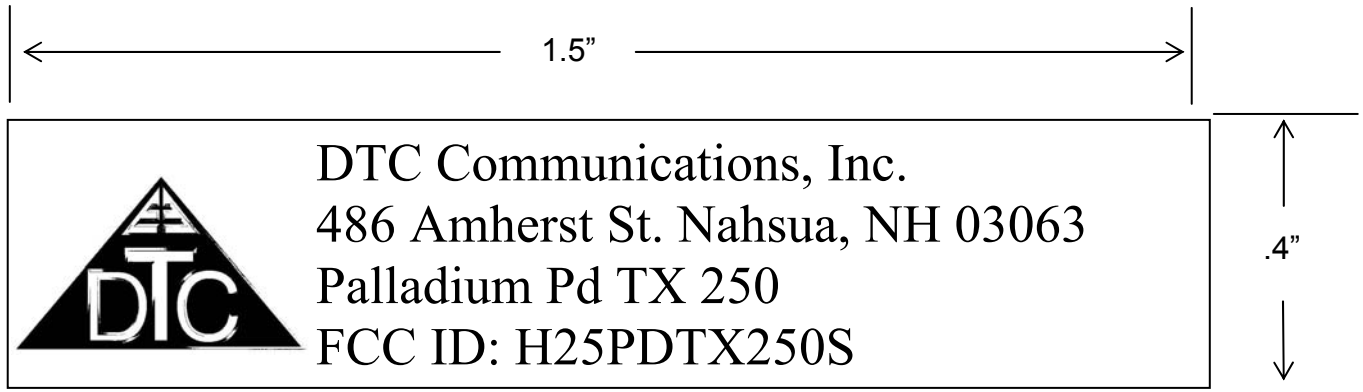 1.5”
DTC Communications, Inc.
486 Amherst St. Nahsua, NH 03063
Palladium Pd TX 250
FCC ID: H25PDTX250S
DTC
.4”